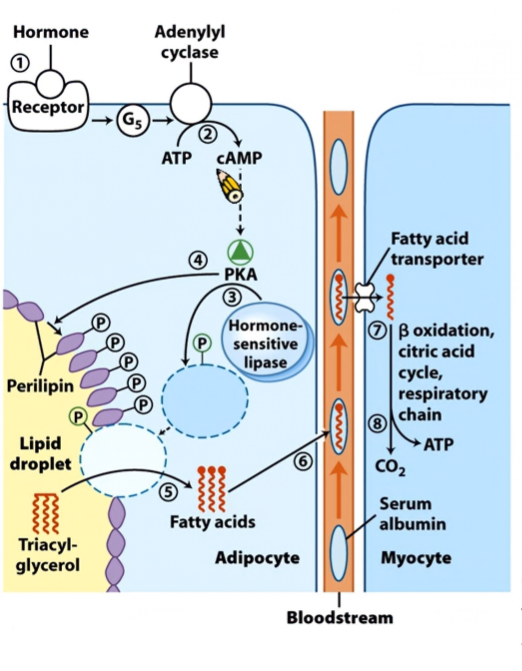 Hormone
Adenylyl
cyclase
①
Receptor
G5
②
ATP
cAMP
④
PKA
③
Hormone-
sensitive
lipase
P
P
P
P
P
P
P
Perilipin
Lipid
droplet
⑤
Triacyl-
glycerol
Fatty acids
⑥
Adipocyte
Fatty acid
transporter
⑦
β oxidation,
citric acid
cycle,
respiratory
chain
⑧
ATP
CO2
Serum
albumin
Myocyte
Bloodstream